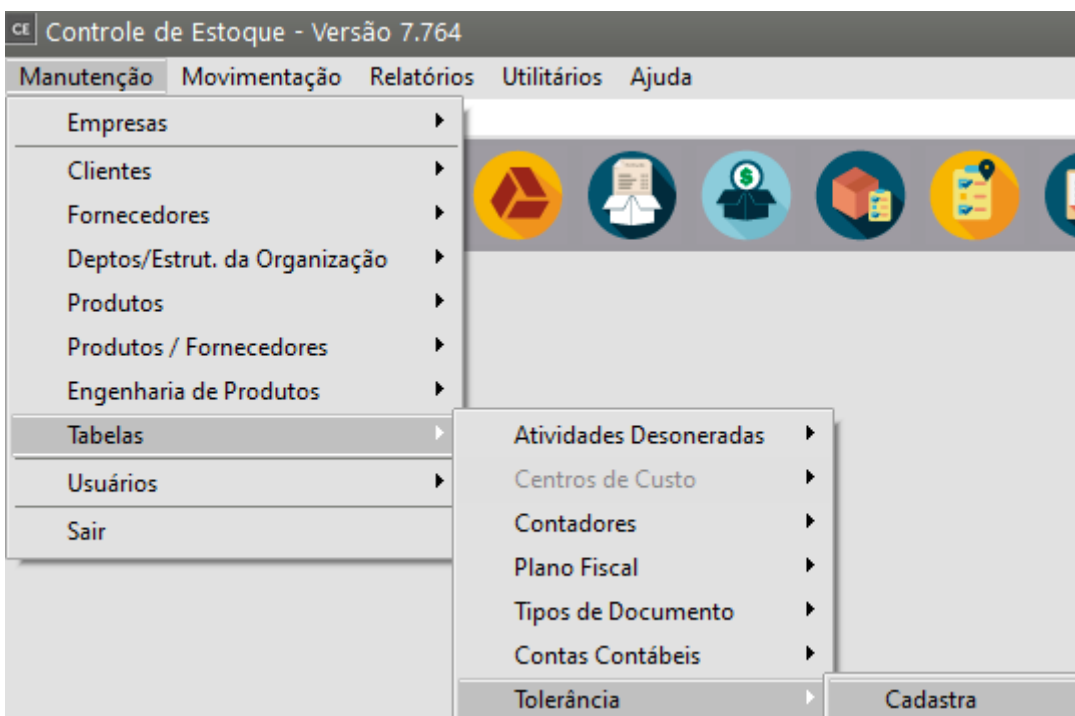 CE Controle de Estoque - Versão 7.764
Manutenção Movimentação Relatórios Utilitários Ajuda
Empresas
Clientes
Fornecedores
Deptos/Estrut. da Organização
Produtos
Produtos / Fornecedores
Engenharia de Produtos
Tabelas
Usuários
Sair
Atividades Desoneradas
Centros de Custo
Contadores
Plano Fiscal
Tipos de Documento
Contas Contábeis
Tolerância
Cadastra